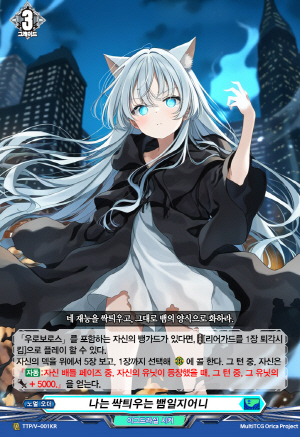 3
그레이드
네 재능을 싹틔우고, 그대로 뱀의 양식으로 화하라.
「우로보로스」를 포함하는 자신의 뱅가드가 있다면, [리어가드를 1장 퇴각시
킴]으로 플레이 할 수 있다.
자신의 덱을 위에서 5장 보고, 1장까지 선택해 에 콜 한다. 그 턴 중, 자신은
자동:자신 배틀 페이즈 중, 자신의 유닛이 등장했을 때, 그 턴 중, 그 유닛의
+5000.」을 얻는다.
노멀 오더
나는 싹틔우는 뱀일지어니
TTP/V-001KR
MultiTCG Orica Project